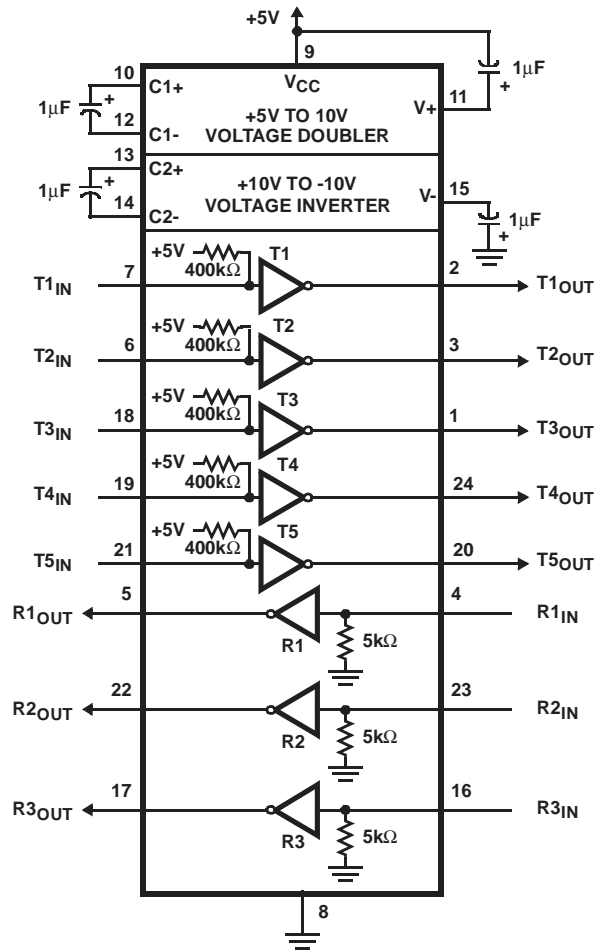 +5V
9
10
C1+
VCC
1µF
1µF
+
+
V+
11
+5V TO 10V
VOLTAGE DOUBLER
12
C1-
13
C2+
1µF
+
+10V TO -10V
VOLTAGE INVERTER
V-
15
14
C2-
1µF
+
+5V
400kΩ
T1
T1IN
7
2
T1OUT
+5V
400kΩ
T2
T2IN
6
3
T2OUT
+5V
400kΩ
T3
T3IN
18
1
T3OUT
+5V
400kΩ
T4
T4IN
19
24
T4OUT
+5V
400kΩ
T5
T5IN
21
20
T5OUT
R1OUT
5
4
R1IN
R1
5kΩ
R2OUT
22
23
R2IN
R2
5kΩ
R3OUT
17
16
R3IN
R3
5kΩ
8